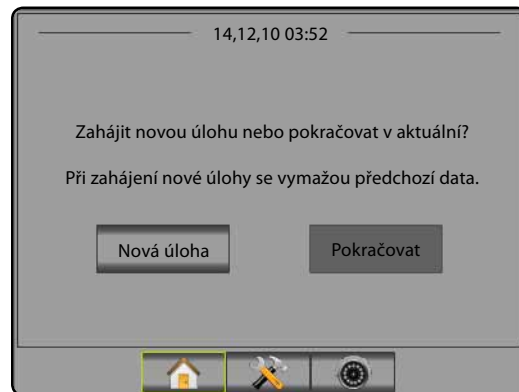 14,12,10 03:52
Zahájit novou úlohu nebo pokračovat v aktuální?
Při zahájení nové úlohy se vymažou předchozí data.
Nová úloha
Pokračovat